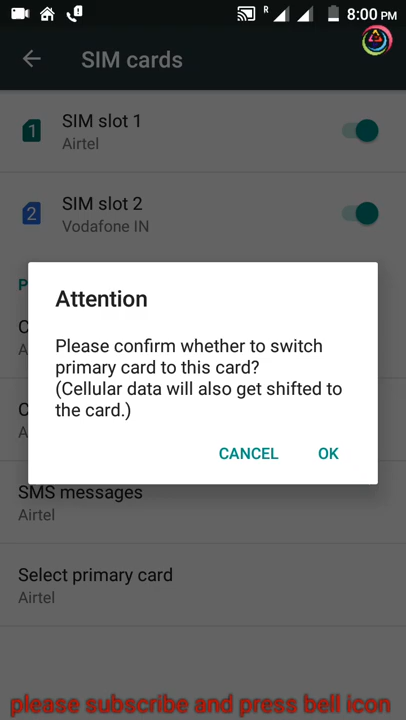 R 8:00 PM
SIM cards
1 SIM slot 1
Airtel
2 SIM slot 2
Vodafone IN
P
C
A
C
A
Attention
Please confirm whether to switch
primary card to this card?
(Cellular data will also get shifted to
the card.)
CANCEL OK
SMS messages
Airtel
Select primary card
Airtel
please subscribe and press bell icon